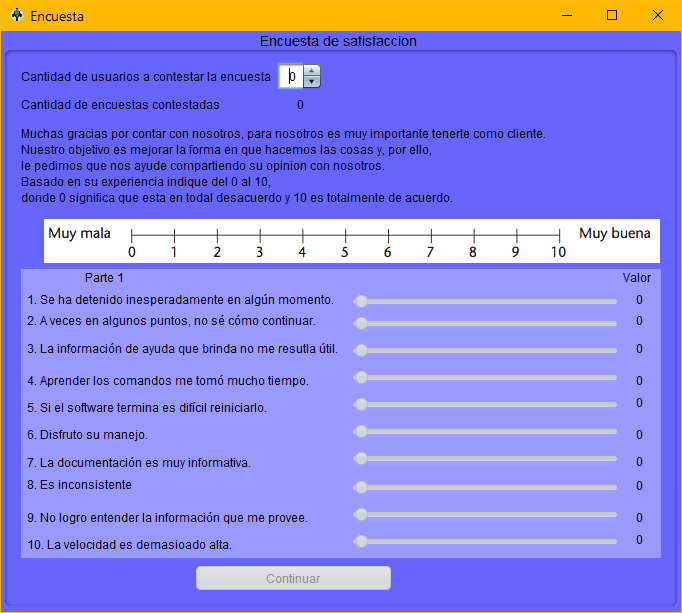 Encuesta
Encuesta de satisfaccion
Cantidad de usuarios a contestar la encuesta 0
Cantidad de encuestas contestadas 0
Muchas gracias por contar con nosotros, para nosotros es muy importante tenerte como cliente.
Nuestro objetivo es mejorar la forma en que hacemos las cosas y, por ello,
le pedimos que nos ayude compartiendo su opinion con nosotros.
Basado en su experiencia indique del 0 al 10,
donde 0 significa que esta en todal desacuerdo y 10 es totalmente de acuerdo.
Muy mala Muy buena
0 1 2 3 4 5 6 7 8 9 10
Parte 1 Valor
1. Se ha detenido inesperadamente en algún momento. 0
2. A veces en algunos puntos, no sé cómo continuar. 0
3. La información de ayuda que brinda no me resutla útil. 0
4. Aprender los comandos me tomó mucho tiempo. 0
5. Si el software termina es difícil reiniciarlo. 0
6. Disfruto su manejo. 0
7. La documentación es muy informativa. 0
8. Es inconsistente 0
9. No logro entender la información que me provee. 0
10. La velocidad es demasioado alta. 0
Continuar